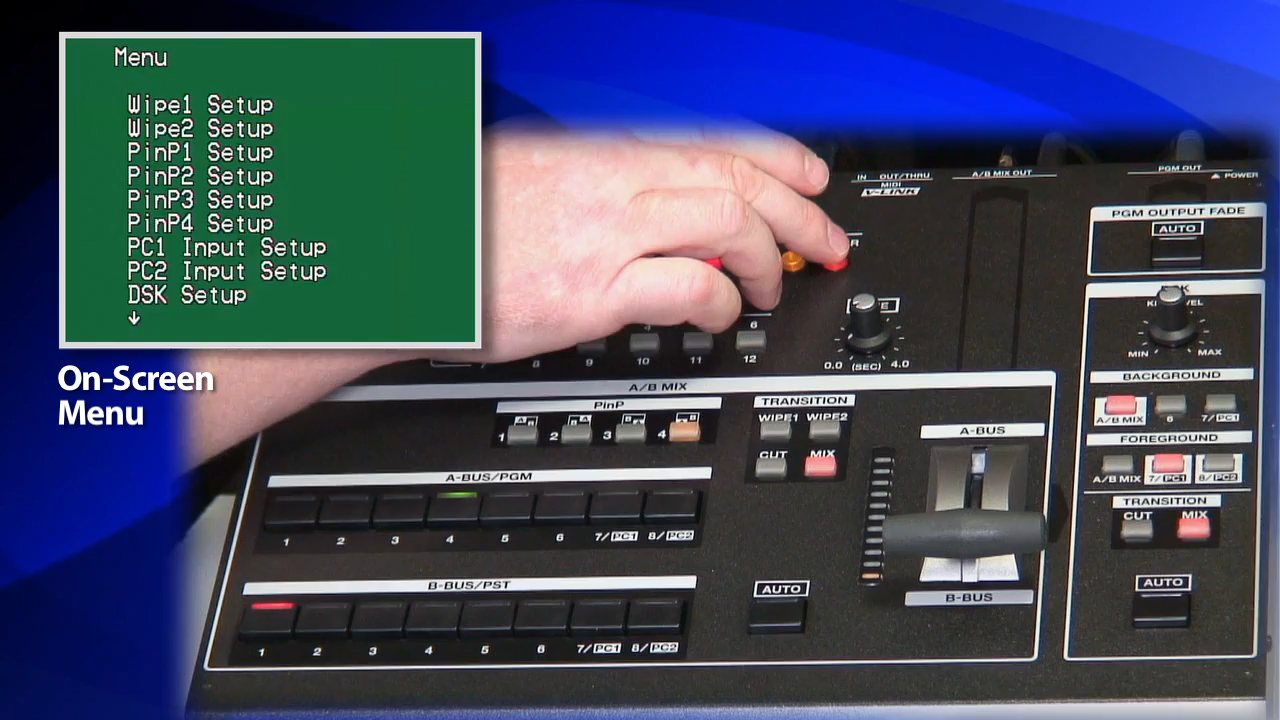 Menu
Wipe1 Setup
Wipe2 Setup
PinP1 Setup
PinP2 Setup
PinP3 Setup
PinP4 Setup
PC1 Input Setup
PC2 Input Setup
DSK Setup
↓
On-Screen
Menu
IN OUT/THRU
MIDI
V-LINK
A/B MIX OUT
PGM OUT
▲ POWER
PGM OUTPUT FADE
AUTO
6
8 9 10 11 12
0.0 (SEC) 4.0
MIN MAX
BACKGROUND
A/B MIX 6 7/PC1
FOREGROUND
A/B MIX 7/PC1 8/PC2
TRANSITION
CUT MIX
AUTO
A/B MIX
PinP
1 2 3 4
TRANSITION
WIPE1 WIPE2
CUT MIX
A-BUS
A-BUS/PGM
1 2 3 4 5 6 7/PC1 8/PC2
B-BUS/PST
1 2 3 4 5 6 7/PC1 8/PC2
AUTO
B-BUS